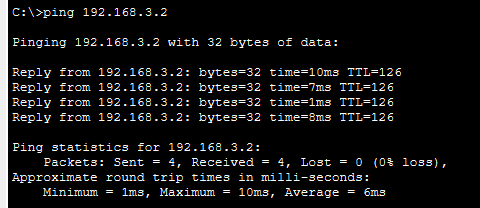 C:\>ping 192.168.3.2
Pinging 192.168.3.2 with 32 bytes of data:
Reply from 192.168.3.2: bytes=32 time=10ms TTL=126
Reply from 192.168.3.2: bytes=32 time=7ms TTL=126
Reply from 192.168.3.2: bytes=32 time=1ms TTL=126
Reply from 192.168.3.2: bytes=32 time=8ms TTL=126
Ping statistics for 192.168.3.2:
Packets: Sent = 4, Received = 4, Lost = 0 (0% loss),
Approximate round trip times in milli-seconds:
Minimum = 1ms, Maximum = 10ms, Average = 6ms